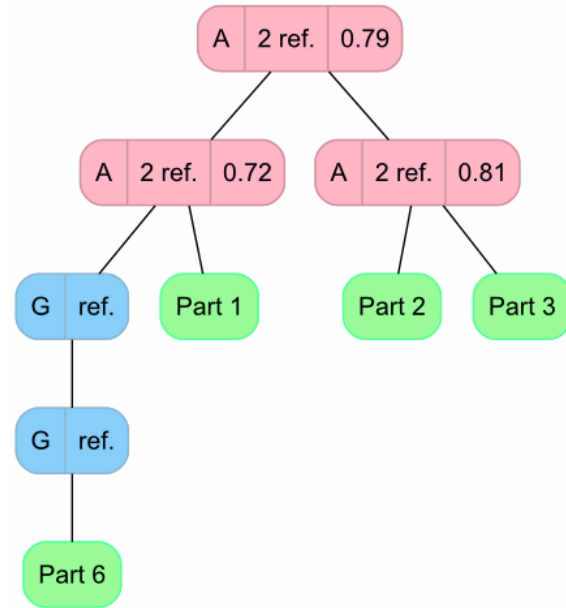 A 2 ref. 0.79
A 2 ref. 0.72
A 2 ref. 0.81
G ref.
Part 1
Part 2
Part 3
G ref.
Part 6